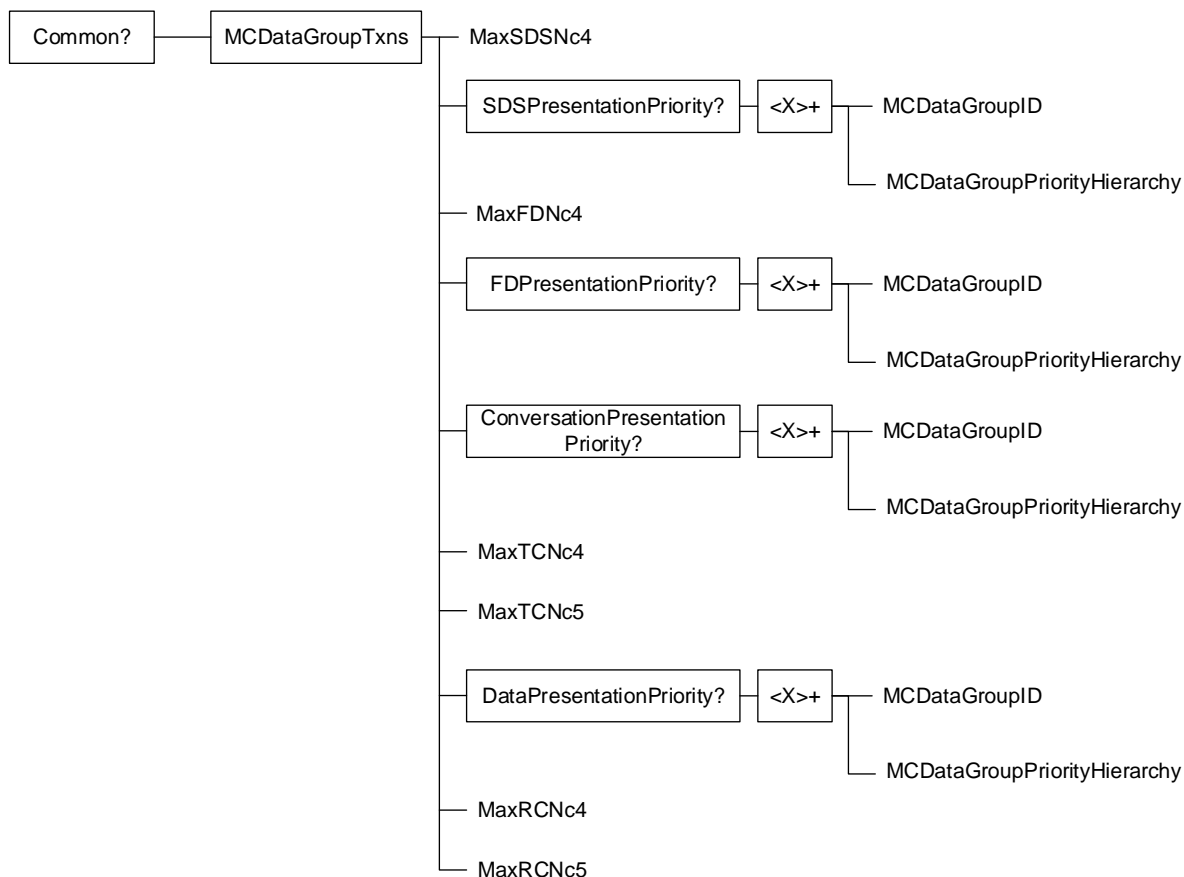 Common?
MCDataGroupTxns
MaxSDSNc4
SDSPresentationPriority?
<X>+
MCDataGroupID
MCDataGroupPriorityHierarchy
MaxFDNc4
FDPresentationPriority?
<X>+
MCDataGroupID
MCDataGroupPriorityHierarchy
ConversationPresentation
Priority?
<X>+
MCDataGroupID
MCDataGroupPriorityHierarchy
MaxTCNc4
MaxTCNc5
DataPresentationPriority?
<X>+
MCDataGroupID
MCDataGroupPriorityHierarchy
MaxRCNc4
MaxRCNc5